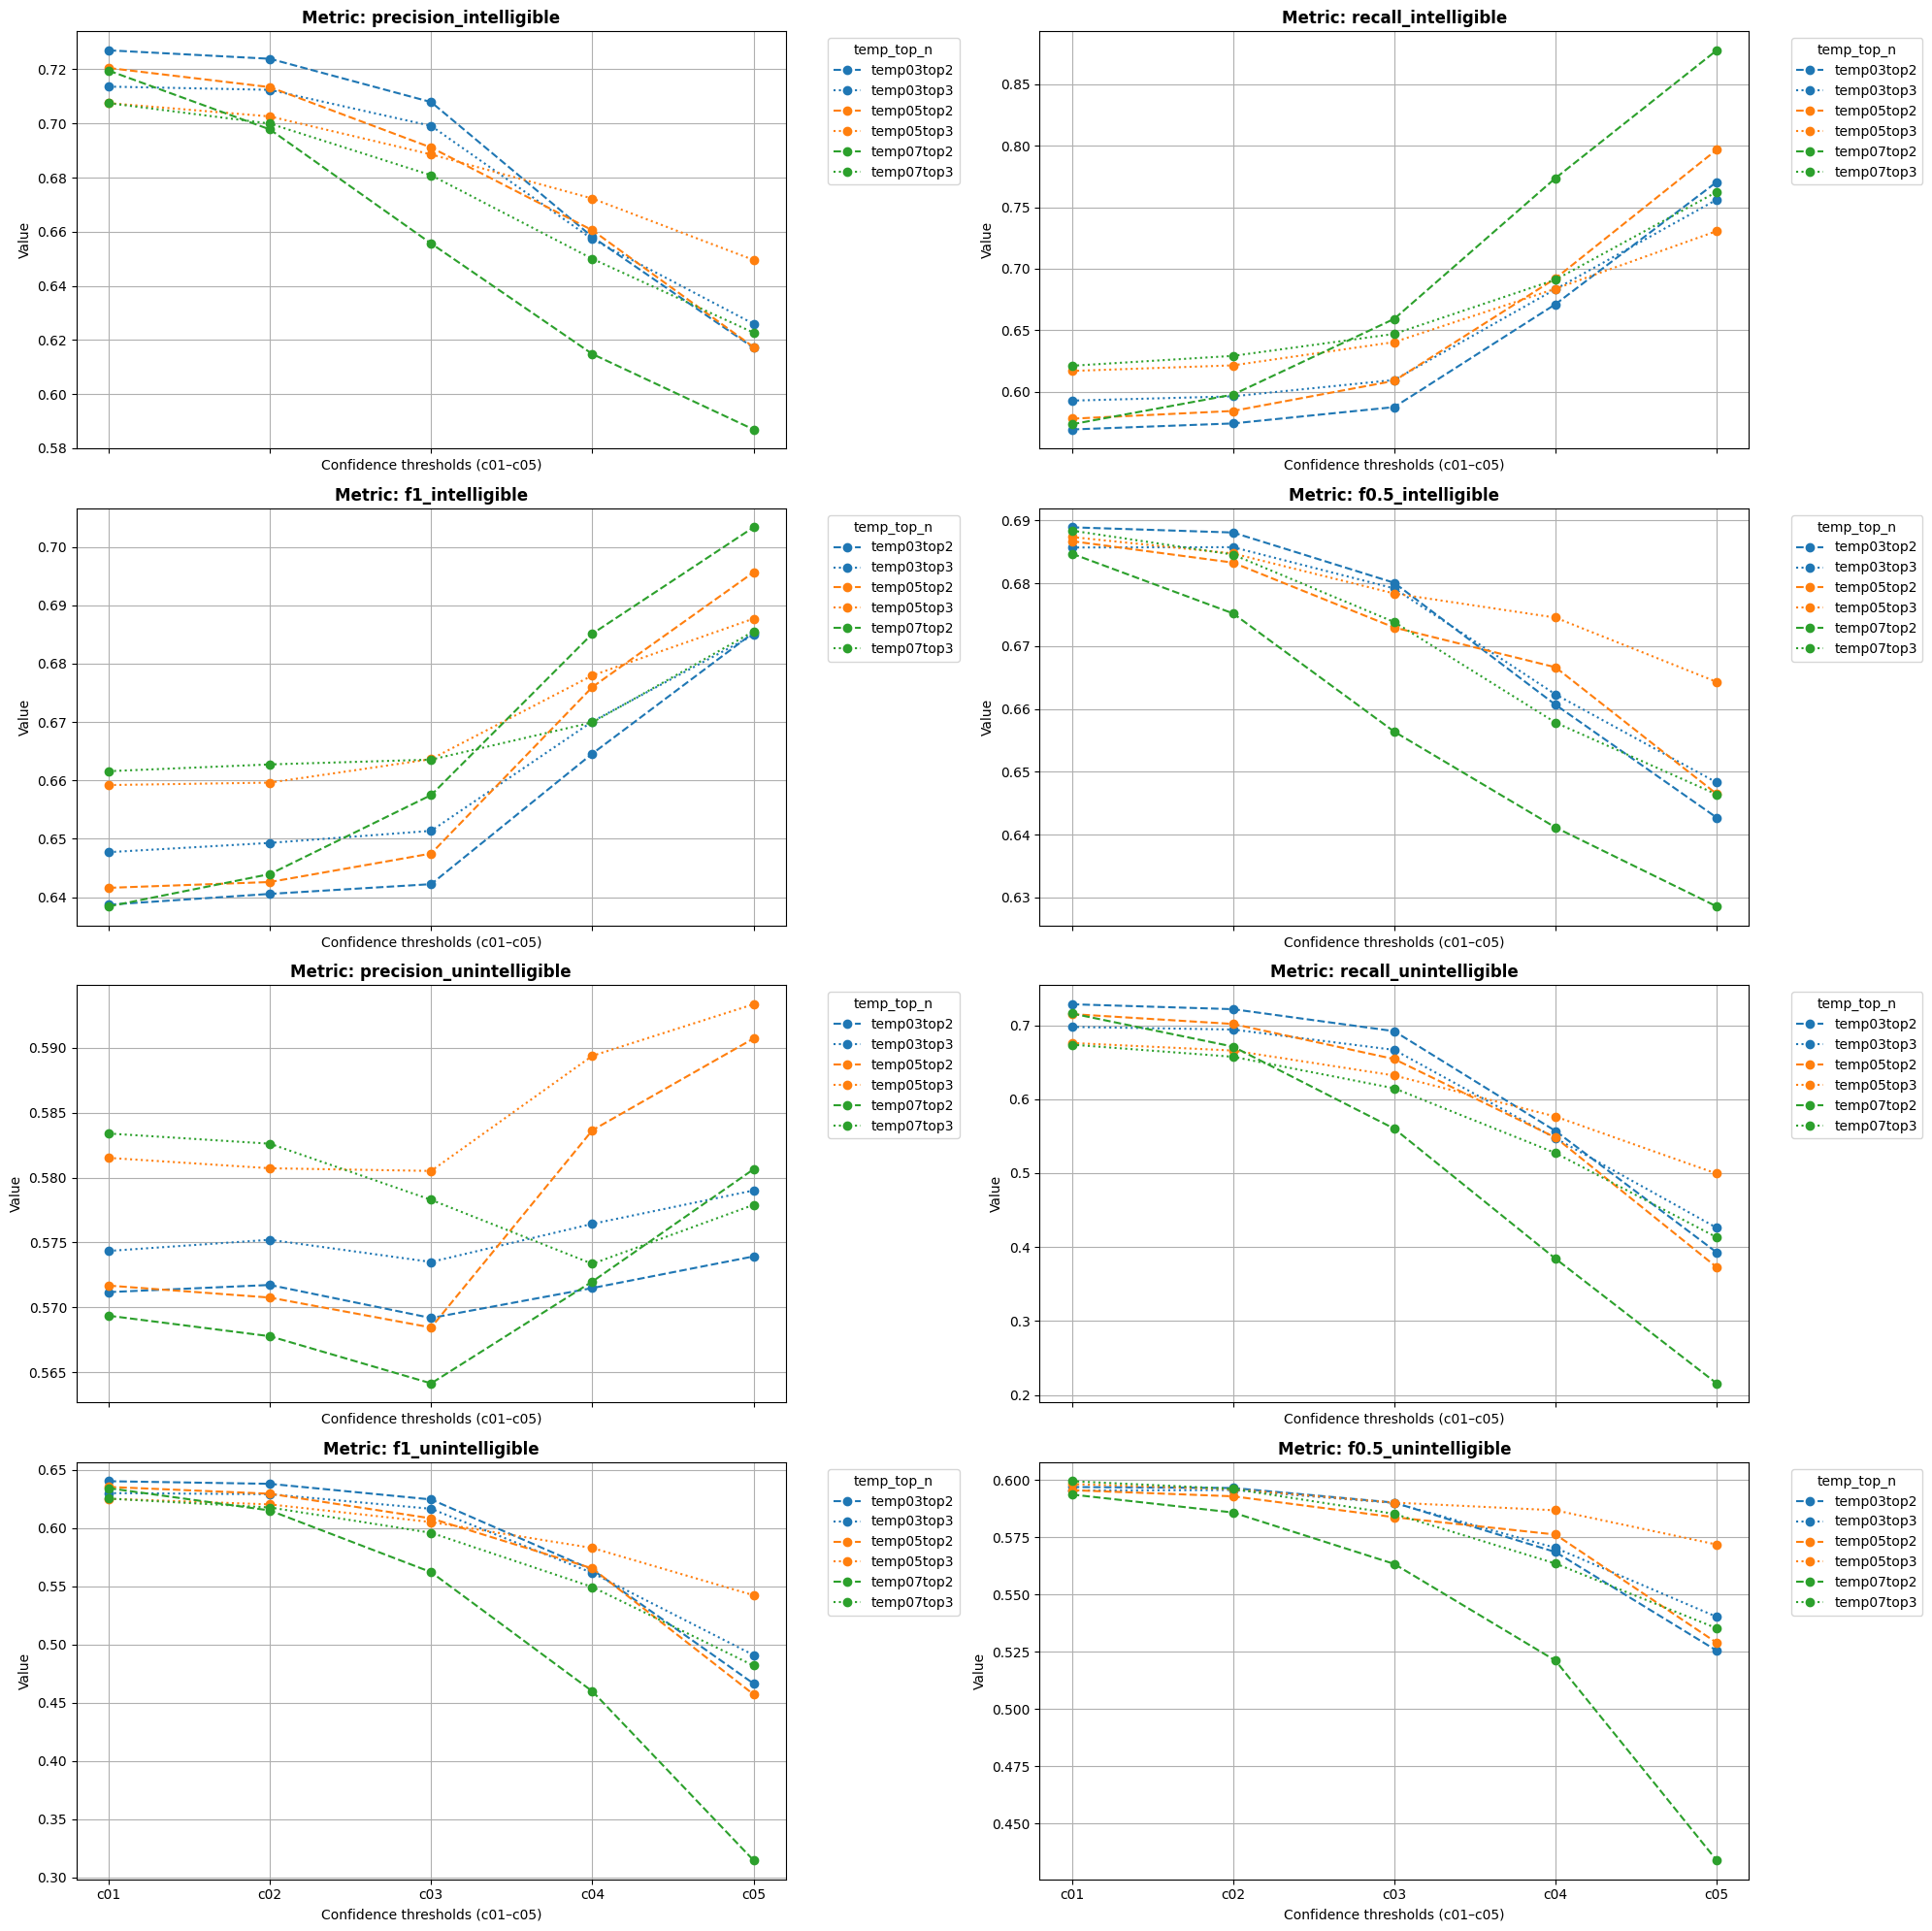 Metric: precision_intelligible
Value
0.72
0.70
0.68
0.66
0.64
0.62
0.60
0.58
Confidence thresholds (c01–c05)
temp_top_n
temp03top2
temp03top3
temp05top2
temp05top3
temp07top2
temp07top3
Metric: recall_intelligible
Value
0.85
0.80
0.75
0.70
0.65
0.60
Confidence thresholds (c01–c05)
temp_top_n
temp03top2
temp03top3
temp05top2
temp05top3
temp07top2
temp07top3
Metric: f1_intelligible
Value
0.70
0.69
0.68
0.67
0.66
0.65
0.64
Confidence thresholds (c01–c05)
temp_top_n
temp03top2
temp03top3
temp05top2
temp05top3
temp07top2
temp07top3
Metric: f0.5_intelligible
Value
0.69
0.68
0.67
0.66
0.65
0.64
0.63
Confidence thresholds (c01–c05)
temp_top_n
temp03top2
temp03top3
temp05top2
temp05top3
temp07top2
temp07top3
Metric: precision_unintelligible
Value
0.590
0.585
0.580
0.575
0.570
0.565
Confidence thresholds (c01–c05)
temp_top_n
temp03top2
temp03top3
temp05top2
temp05top3
temp07top2
temp07top3
Metric: recall_unintelligible
Value
0.7
0.6
0.5
0.4
0.3
0.2
Confidence thresholds (c01–c05)
temp_top_n
temp03top2
temp03top3
temp05top2
temp05top3
temp07top2
temp07top3
Metric: f1_unintelligible
Value
0.65
0.60
0.55
0.50
0.45
0.40
0.35
0.30
c01 c02 c03 c04 c05
Confidence thresholds (c01–c05)
temp_top_n
temp03top2
temp03top3
temp05top2
temp05top3
temp07top2
temp07top3
Metric: f0.5_unintelligible
Value
0.600
0.575
0.550
0.525
0.500
0.475
0.450
c01 c02 c03 c04 c05
Confidence thresholds (c01–c05)
temp_top_n
temp03top2
temp03top3
temp05top2
temp05top3
temp07top2
temp07top3